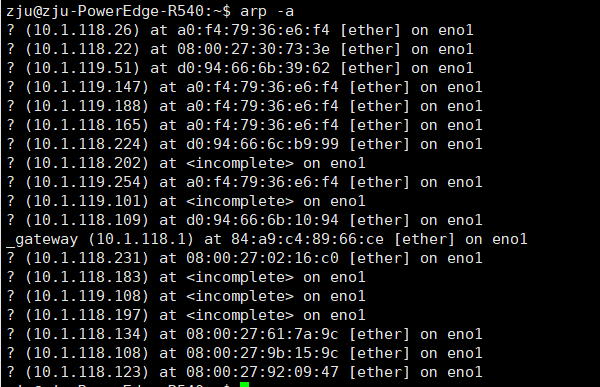 zju@zju-PowerEdge-R540:~$ arp -a
? (10.1.118.26) at a0:f4:79:36:e6:f4 [ether] on eno1
? (10.1.118.22) at 08:00:27:30:73:3e [ether] on eno1
? (10.1.119.51) at d0:94:66:6b:39:62 [ether] on eno1
? (10.1.119.147) at a0:f4:79:36:e6:f4 [ether] on eno1
? (10.1.119.188) at a0:f4:79:36:e6:f4 [ether] on eno1
? (10.1.118.165) at a0:f4:79:36:e6:f4 [ether] on eno1
? (10.1.118.224) at d0:94:66:6c:b9:99 [ether] on eno1
? (10.1.118.202) at <incomplete> on eno1
? (10.1.119.254) at a0:f4:79:36:e6:f4 [ether] on eno1
? (10.1.119.101) at <incomplete> on eno1
? (10.1.118.109) at d0:94:66:6b:10:94 [ether] on eno1
_gateway (10.1.118.1) at 84:a9:c4:89:66:ce [ether] on eno1
? (10.1.118.231) at 08:00:27:02:16:c0 [ether] on eno1
? (10.1.118.183) at <incomplete> on eno1
? (10.1.119.108) at <incomplete> on eno1
? (10.1.118.197) at <incomplete> on eno1
? (10.1.118.134) at 08:00:27:61:7a:9c [ether] on eno1
? (10.1.118.108) at 08:00:27:9b:15:9c [ether] on eno1
? (10.1.118.123) at 08:00:27:92:09:47 [ether] on eno1